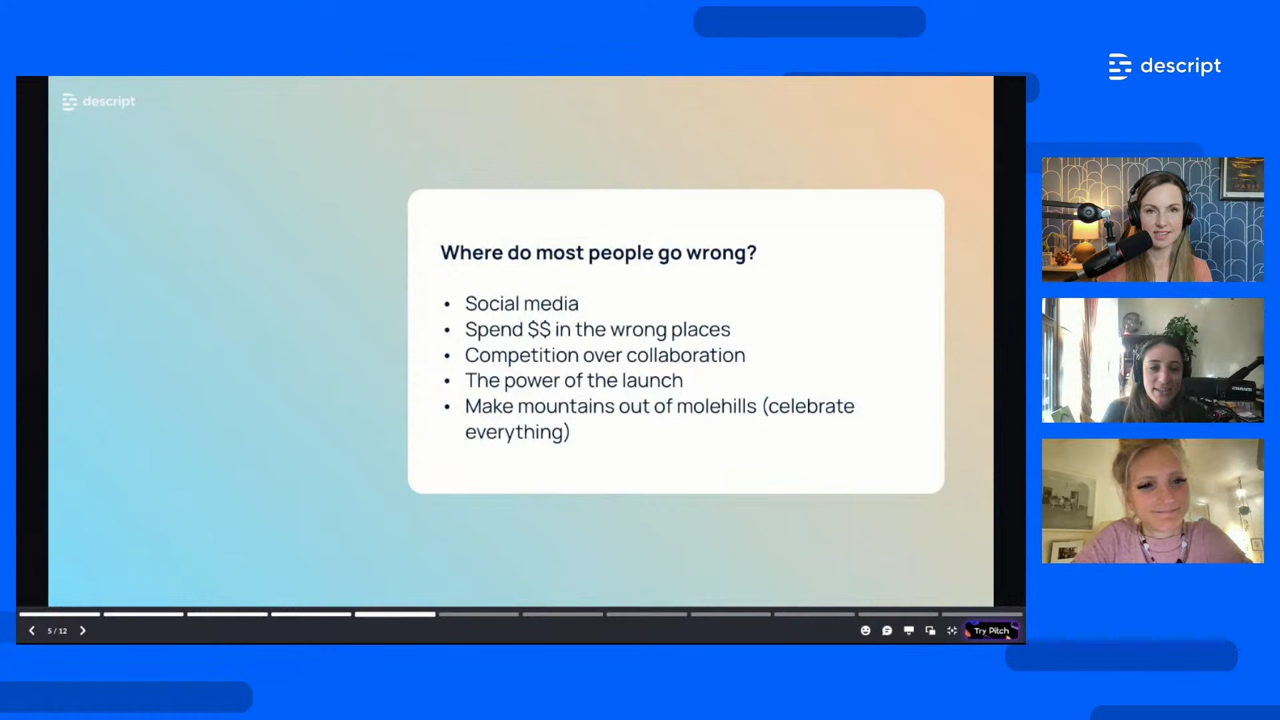 descript
descript
Where do most people go wrong?
• Social media
• Spend $$ in the wrong places
• Competition over collaboration
• The power of the launch
• Make mountains out of molehills (celebrate
everything)
5 / 12
Try Pitch